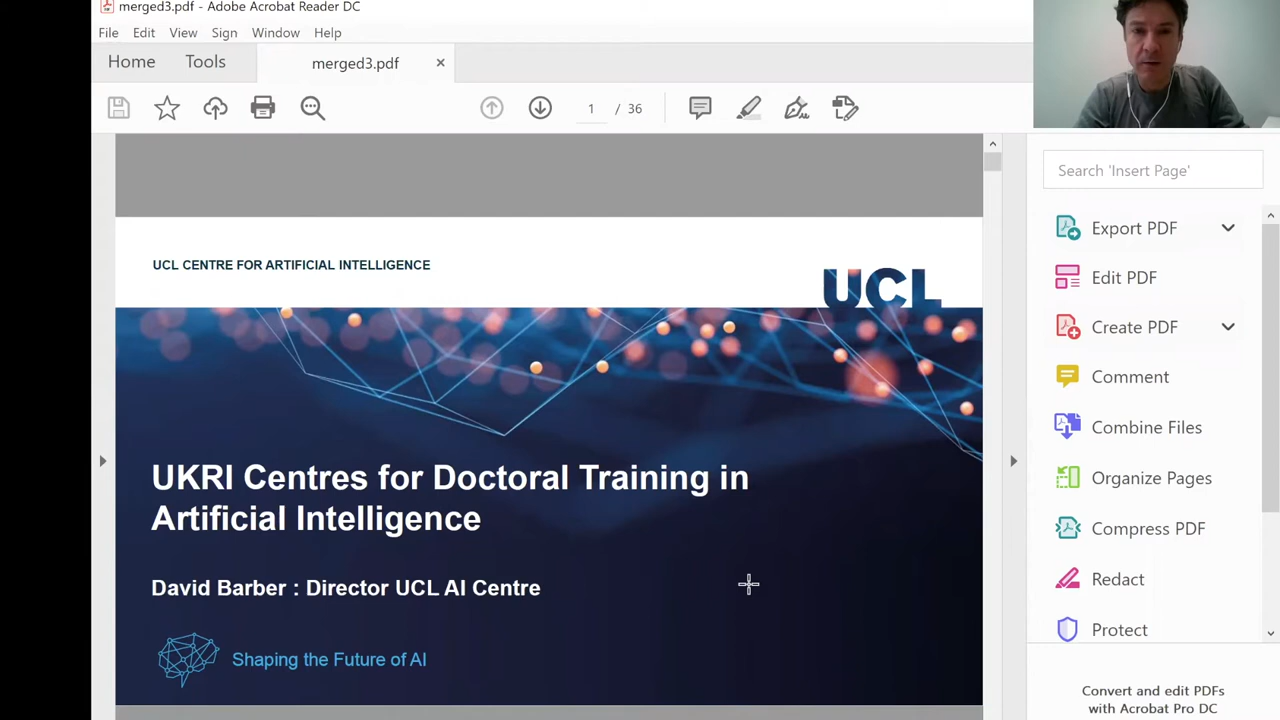 merged3.pdf - Adobe Acrobat Reader DC
File Edit View Sign Window Help
Home Tools merged3.pdf ×
1 / 36
Search 'Insert Page'
Export PDF
Edit PDF
Create PDF
Comment
Combine Files
Organize Pages
Compress PDF
Redact
Protect
Convert and edit PDFs
with Acrobat Pro DC
UCL CENTRE FOR ARTIFICIAL INTELLIGENCE
UCL
UKRI Centres for Doctoral Training in
Artificial Intelligence
David Barber : Director UCL AI Centre
Shaping the Future of AI